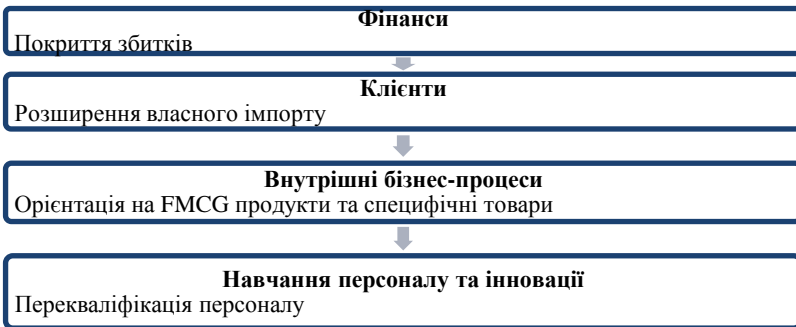 Фінанси
Покриття збитків
Клієнти
Розширення власного імпорту
Внутрішні бізнес-процеси
Орієнтація на FMCG продукти та специфічні товари
Навчання персоналу та інновації
Перекваліфікація персоналу